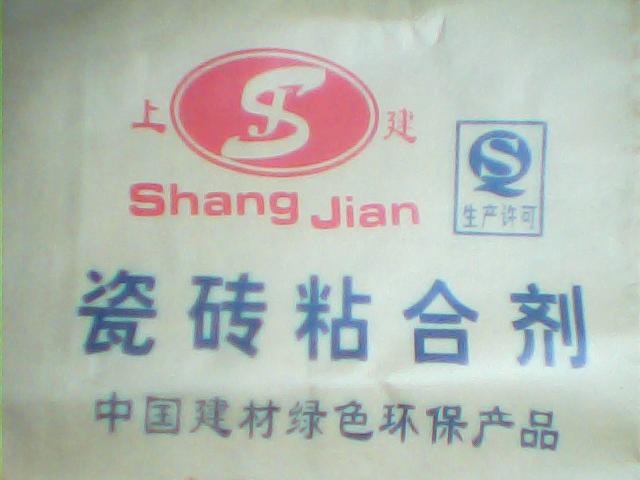 上 建
Shang Jian
生产许可
瓷砖粘合剂
中国建材绿色环保产品